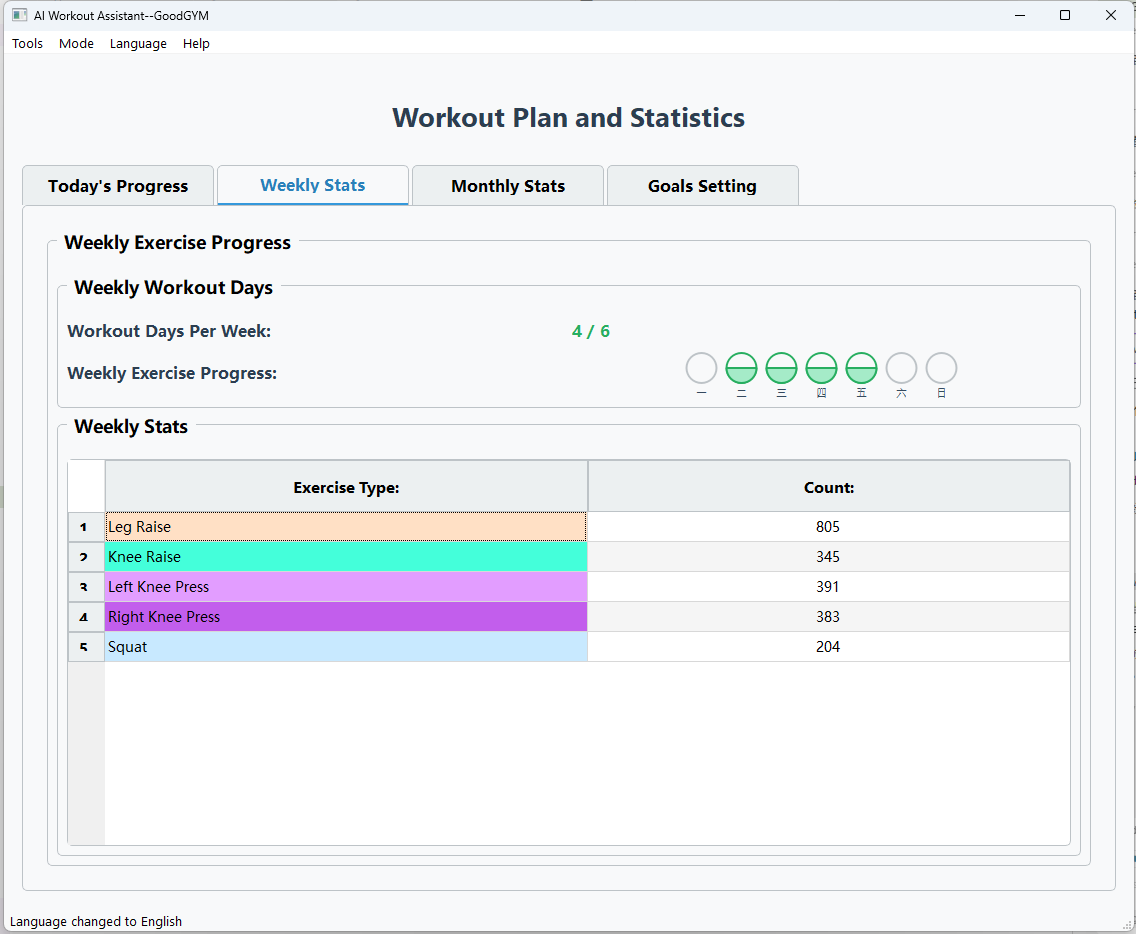 AI Workout Assistant--GoodGYM
Tools Mode Language Help
Workout Plan and Statistics
Today's Progress Weekly Stats Monthly Stats Goals Setting
Weekly Exercise Progress
Weekly Workout Days
Workout Days Per Week: 4 / 6
Weekly Exercise Progress:
一 二 三 四 五 六 日
Weekly Stats
Exercise Type: Count:
1 Leg Raise 805
2 Knee Raise 345
3 Left Knee Press 391
4 Right Knee Press 383
5 Squat 204
Language changed to English